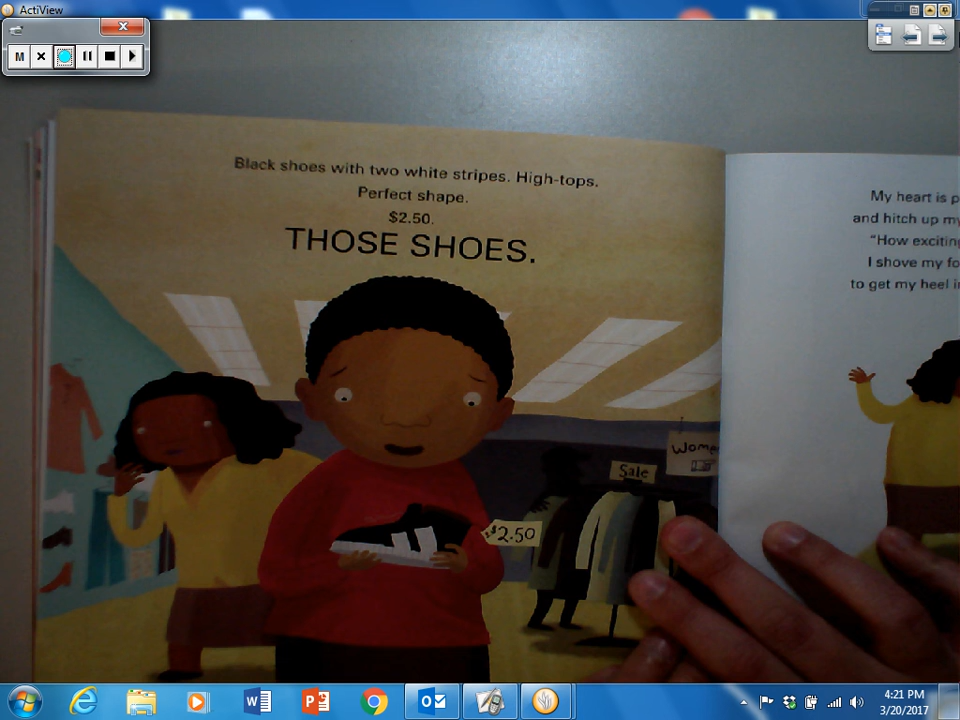 ActiView
M
Black shoes with two white stripes. High-tops.
Perfect shape.
$2.50.
THOSE SHOES.
My heart is
and hitch up my
"How exciting
I shove my
to get my heel
Sale
$2.50
4:21 PM
3/20/2017